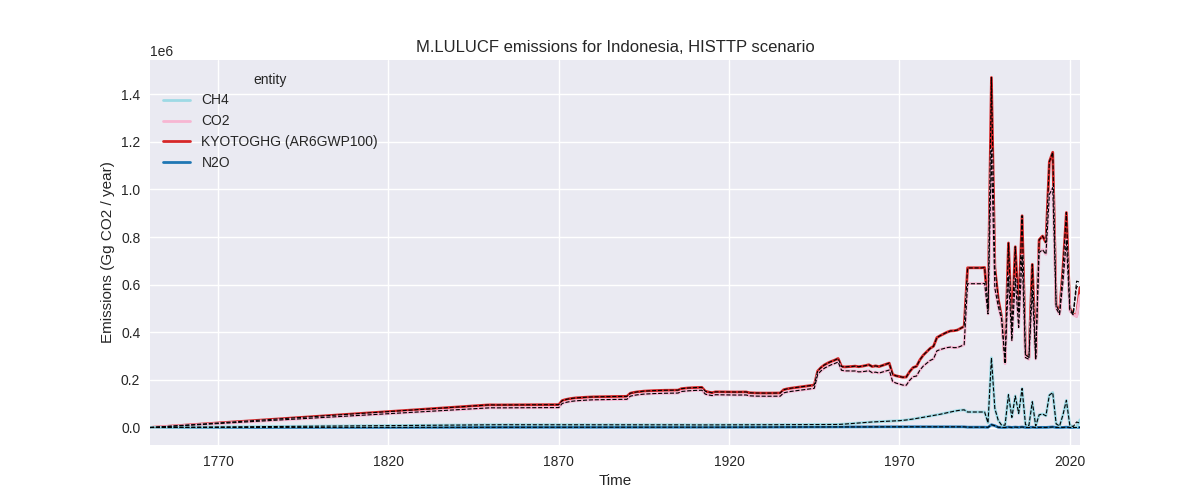 M.LULUCF emissions for Indonesia, HISTTP scenario
1e6
entity
CH4
CO2
KYOTOGHG (AR6GWP100)
N2O
1.4
1.2
1.0
0.8
0.6
0.4
0.2
0.0
Emissions (Gg CO2 / year)
1770 1820 1870 1920 1970 2020
Time